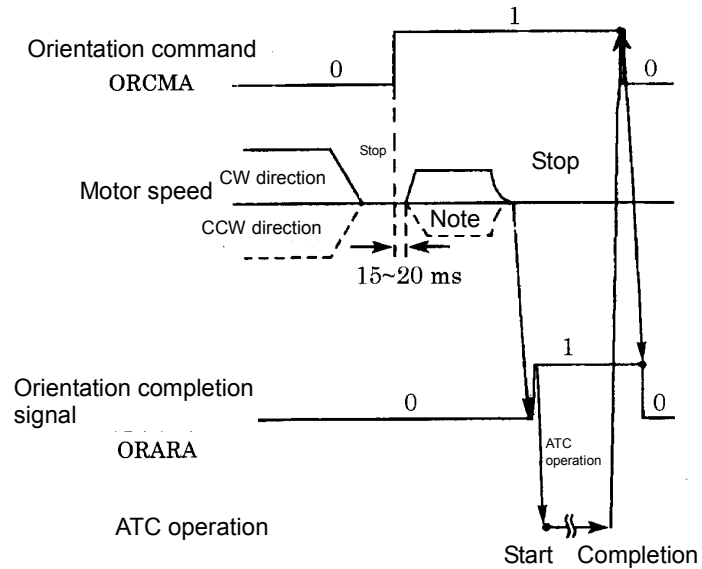 1
Orientation command
0
0
ORCMA
Stop
Stop
CW direction
Motor speed
CCW direction
Note
15~20 ms
1
Orientation completion
signal
0
0
ORARA
ATC
operation
ATC operation
Start
Completion